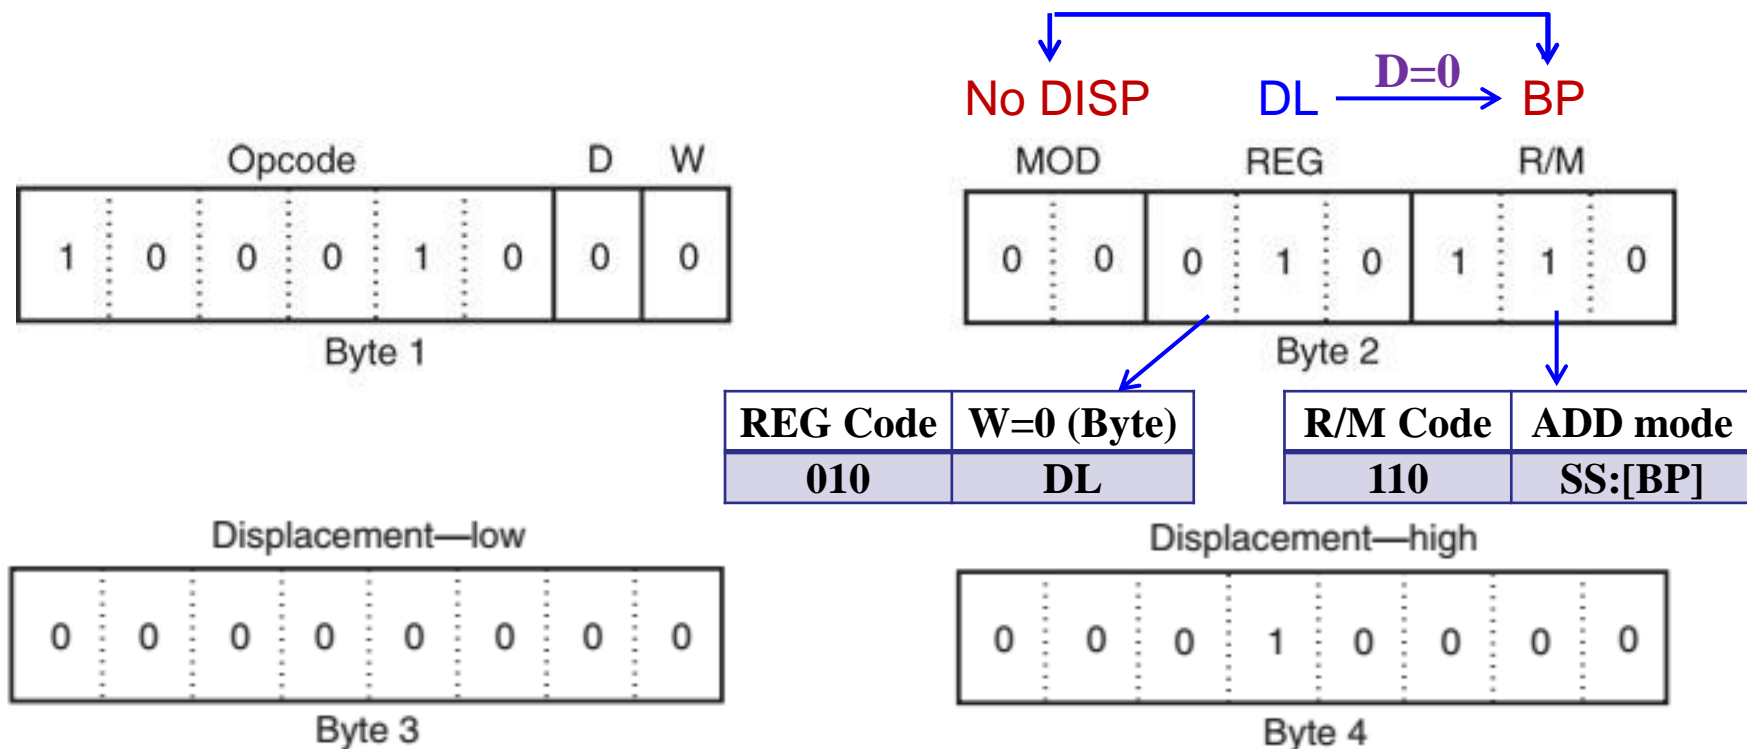 D=0
No DISP DL BP
Opcode D W MOD REG R/M
1 0 0 0 1 0 0 0 0 0 0 1 0 1 1 0
Byte 1 Byte 2
REG Code W=0 (Byte) R/M Code ADD mode
010 DL 110 SS:[BP]
Displacement—low Displacement—high
0 0 0 0 0 0 0 0 0 0 0 1 0 0 0 0
Byte 3 Byte 4